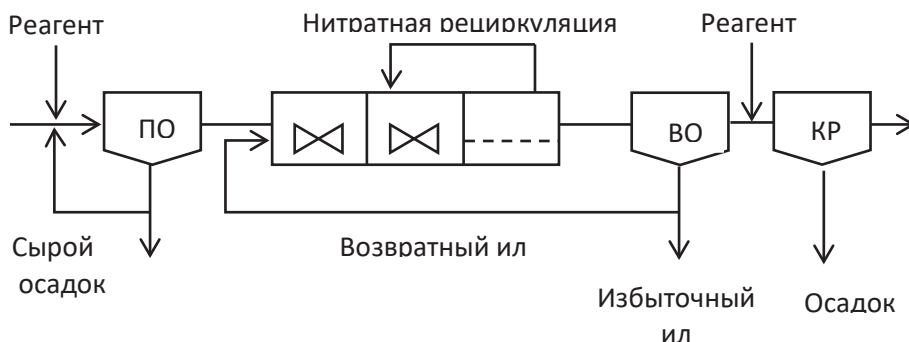 Реагент
Нитратная рециркуляция
Реагент
ПО
ВО
КР
Сырой
осадок
Возвратный ил
Избыточный
ил
Осадок